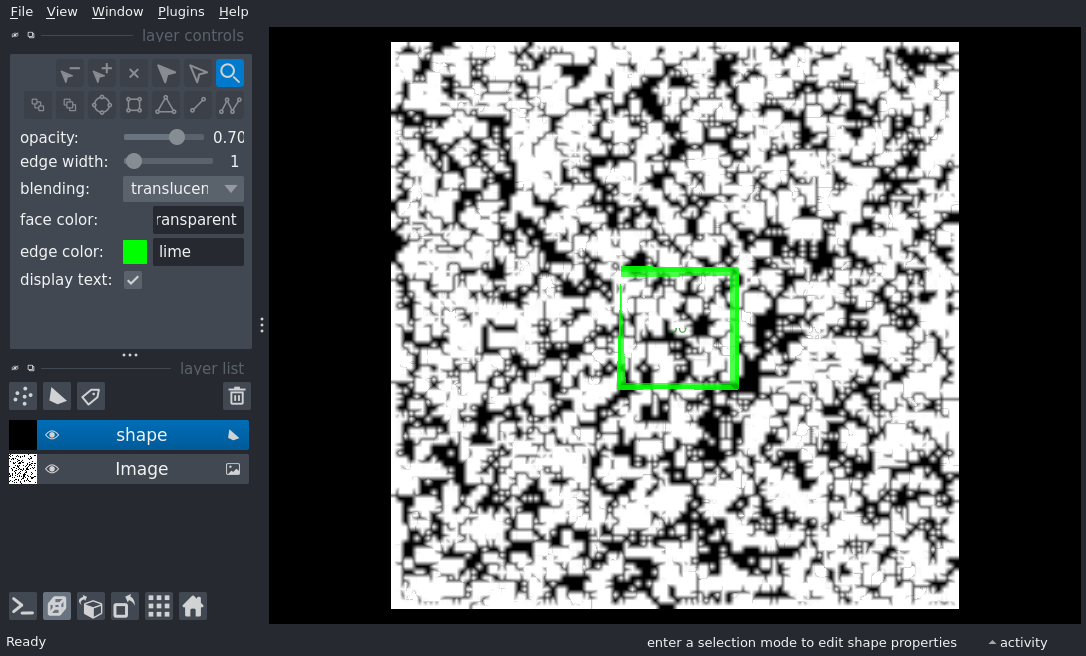 File View Window Plugins Help
layer controls
opacity: 0.70
edge width: 1
blending: translucen
face color: ransparent
edge color: lime
display text:
layer list
shape
Image
Ready
enter a selection mode to edit shape properties
activity